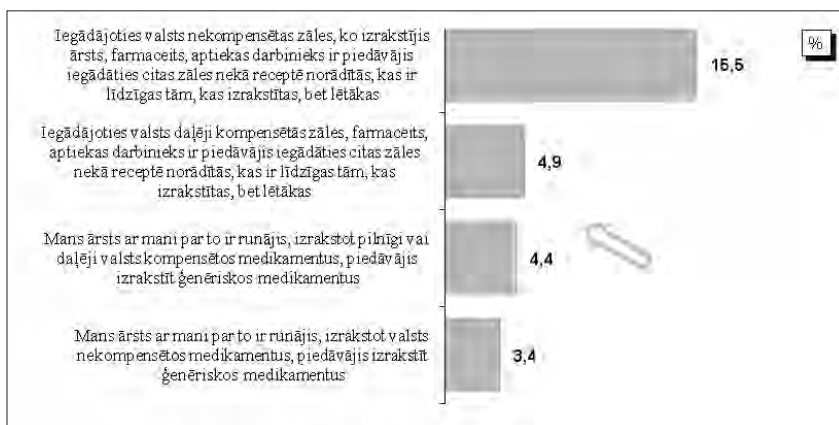 Iegādājoties valsts nekompensētas zāles, ko izrakstījis
ārsts, farmaceits, aptiekas darbinieks ir piedāvājis
iegādāties citas zāles nekā receptē norādītās, kas ir
līdzīgas tām, kas izrakstītas, bet lētākas
15,5
%
Iegādājoties valsts daļēji kompensētās zāles, farmaceits,
aptiekas darbinieks ir piedāvājis iegādāties citas zāles
nekā receptē norādītās, kas ir līdzīgas tām, kas
izrakstītas, bet lētākas
4,9
Mans ārsts ar mani par to ir runājis, izrakstot pilnīgi vai
daļēji valsts kompensētos medikamentus, piedāvājis
izrakstīt ģenēriskos medikamentus
4,4
Mans ārsts ar mani par to ir runājis, izrakstot valsts
nekompensētos medikamentus, piedāvājis izrakstīt
ģenēriskos medikamentus
3,4